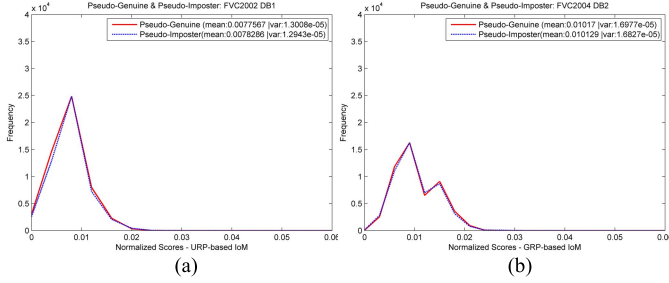 Pseudo-Genuine & Pseudo-Imposter: FVC2002 DB1
x 10⁴
Pseudo-Genuine (mean:0.0077567 |var:1.3008e-05)
Pseudo-Imposter(mean:0.0078286 |var:1.2943e-05)
4
3.5
3
2.5
2
1.5
1
0.5
0
Frequency
0 0.01 0.02 0.03 0.04 0.05 0.06
Normalized Scores - URP-based IoM
(a)
Pseudo-Genuine & Pseudo-Imposter: FVC2004 DB2
x 10⁴
Pseudo-Genuine (mean:0.01017 |var:1.6977e-05)
Pseudo-Imposter(mean:0.010129 |var:1.6827e-05)
4
3.5
3
2.5
2
1.5
1
0.5
0
Frequency
0 0.01 0.02 0.03 0.04 0.05 0.0
Normalized Scores - GRP-based IoM
(b)